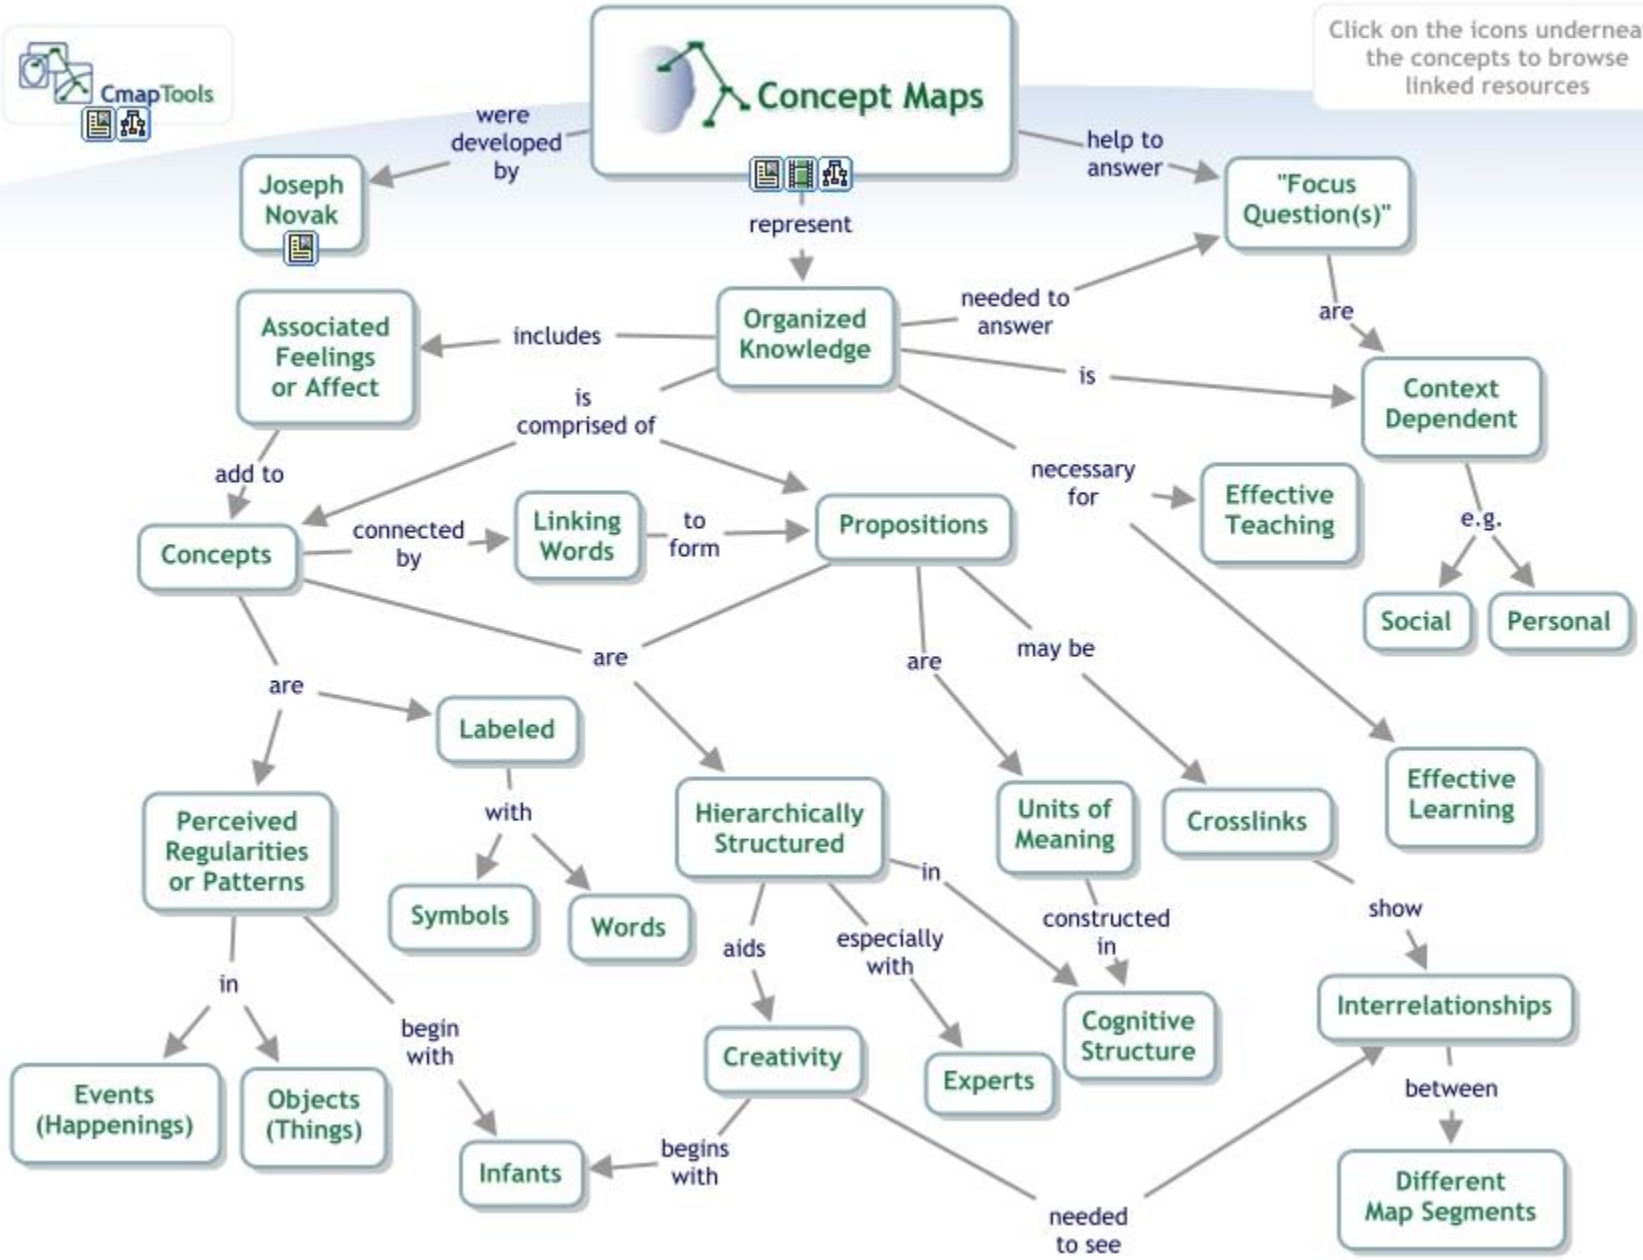 CmapTools
Concept Maps
Click on the icons undernea
the concepts to browse
linked resources
were
developed
by
help to
answer
Joseph
Novak
"Focus
Question(s)"
represent
Organized
Knowledge
needed to
answer
are
includes
Associated
Feelings
or Affect
is
Context
Dependent
is
comprised of
add to
necessary
for
Effective
Teaching
e.g.
Concepts
connected
by
Linking
Words
to
form
Propositions
Social
Personal
are
are
are
may be
Labeled
Effective
Learning
Perceived
Regularities
or Patterns
with
Hierarchically
Structured
Units of
Meaning
Crosslinks
Symbols
Words
in
constructed
in
show
aids
especially
with
in
Interrelationships
begin
with
Creativity
Experts
Cognitive
Structure
between
Events
(Happenings)
Objects
(Things)
Infants
begins
with
needed
to see
Different
Map Segments